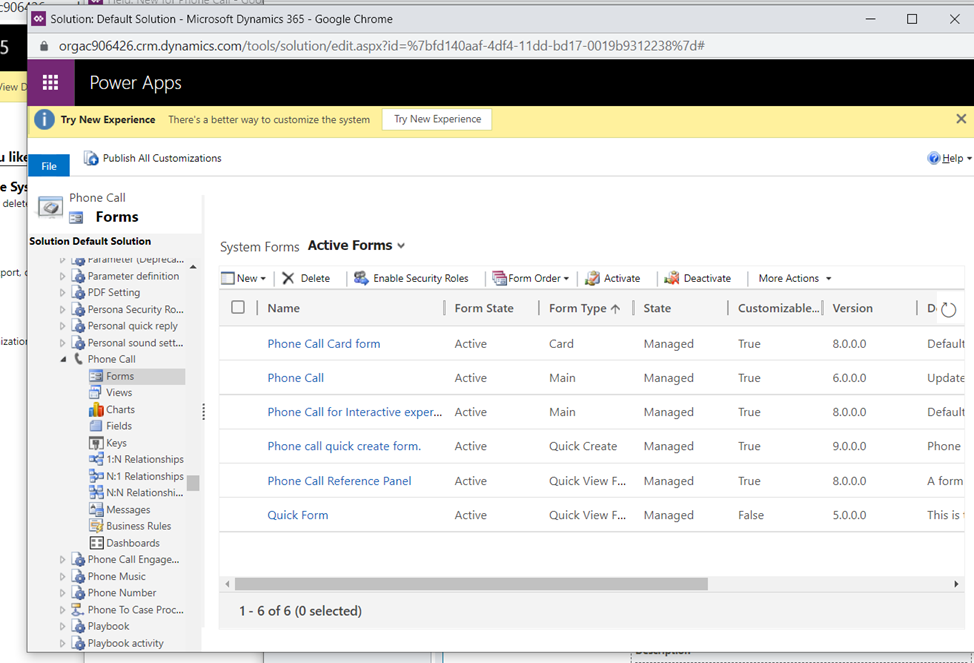 Solution: Default Solution - Microsoft Dynamics 365 - Google Chrome
orgac906426.crm.dynamics.com/tools/solution/edit.aspx?id=%7bfd140aaf-4df4-11dd-bd17-0019b9312238%7d#
Power Apps
Try New Experience There's a better way to customize the system Try New Experience
File Publish All Customizations Help
Phone Call
Forms
Solution Default Solution
Parameter (Depreca...
Parameter definition
PDF Setting
Persona Security Ro...
Personal quick reply
Personal sound sett...
Phone Call
Forms
Views
Charts
Fields
Keys
1:N Relationships
N:1 Relationships
N:N Relationshi...
Messages
Business Rules
Dashboards
Phone Call Engage...
Phone Music
Phone Number
Phone To Case Proc...
Playbook
Playbook activity
System Forms Active Forms
New Delete Enable Security Roles Form Order Activate Deactivate More Actions
Name Form State Form Type State Customizable... Version
Phone Call Card form Active Card Managed True 8.0.0.0 Default
Phone Call Active Main Managed True 6.0.0.0 Update
Phone Call for Interactive exper... Active Main Managed True 8.0.0.0 Default
Phone call quick create form. Active Quick Create Managed True 9.0.0.0 Phone
Phone Call Reference Panel Active Quick View F... Managed True 8.0.0.0 A form
Quick Form Active Quick View F... Managed False 5.0.0.0 This is
1 - 6 of 6 (0 selected)